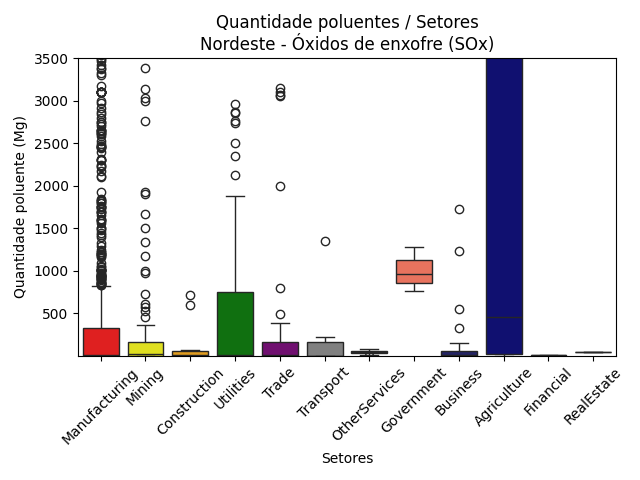 Quantidade poluentes / Setores
Nordeste - Óxidos de enxofre (SOx)
Quantidade poluente (Mg)
3500
3000
2500
2000
1500
1000
500
Manufacturing
Mining
Construction
Utilities
Trade
Transport
OtherServices
Government
Business
Agriculture
Financial
RealEstate
Setores